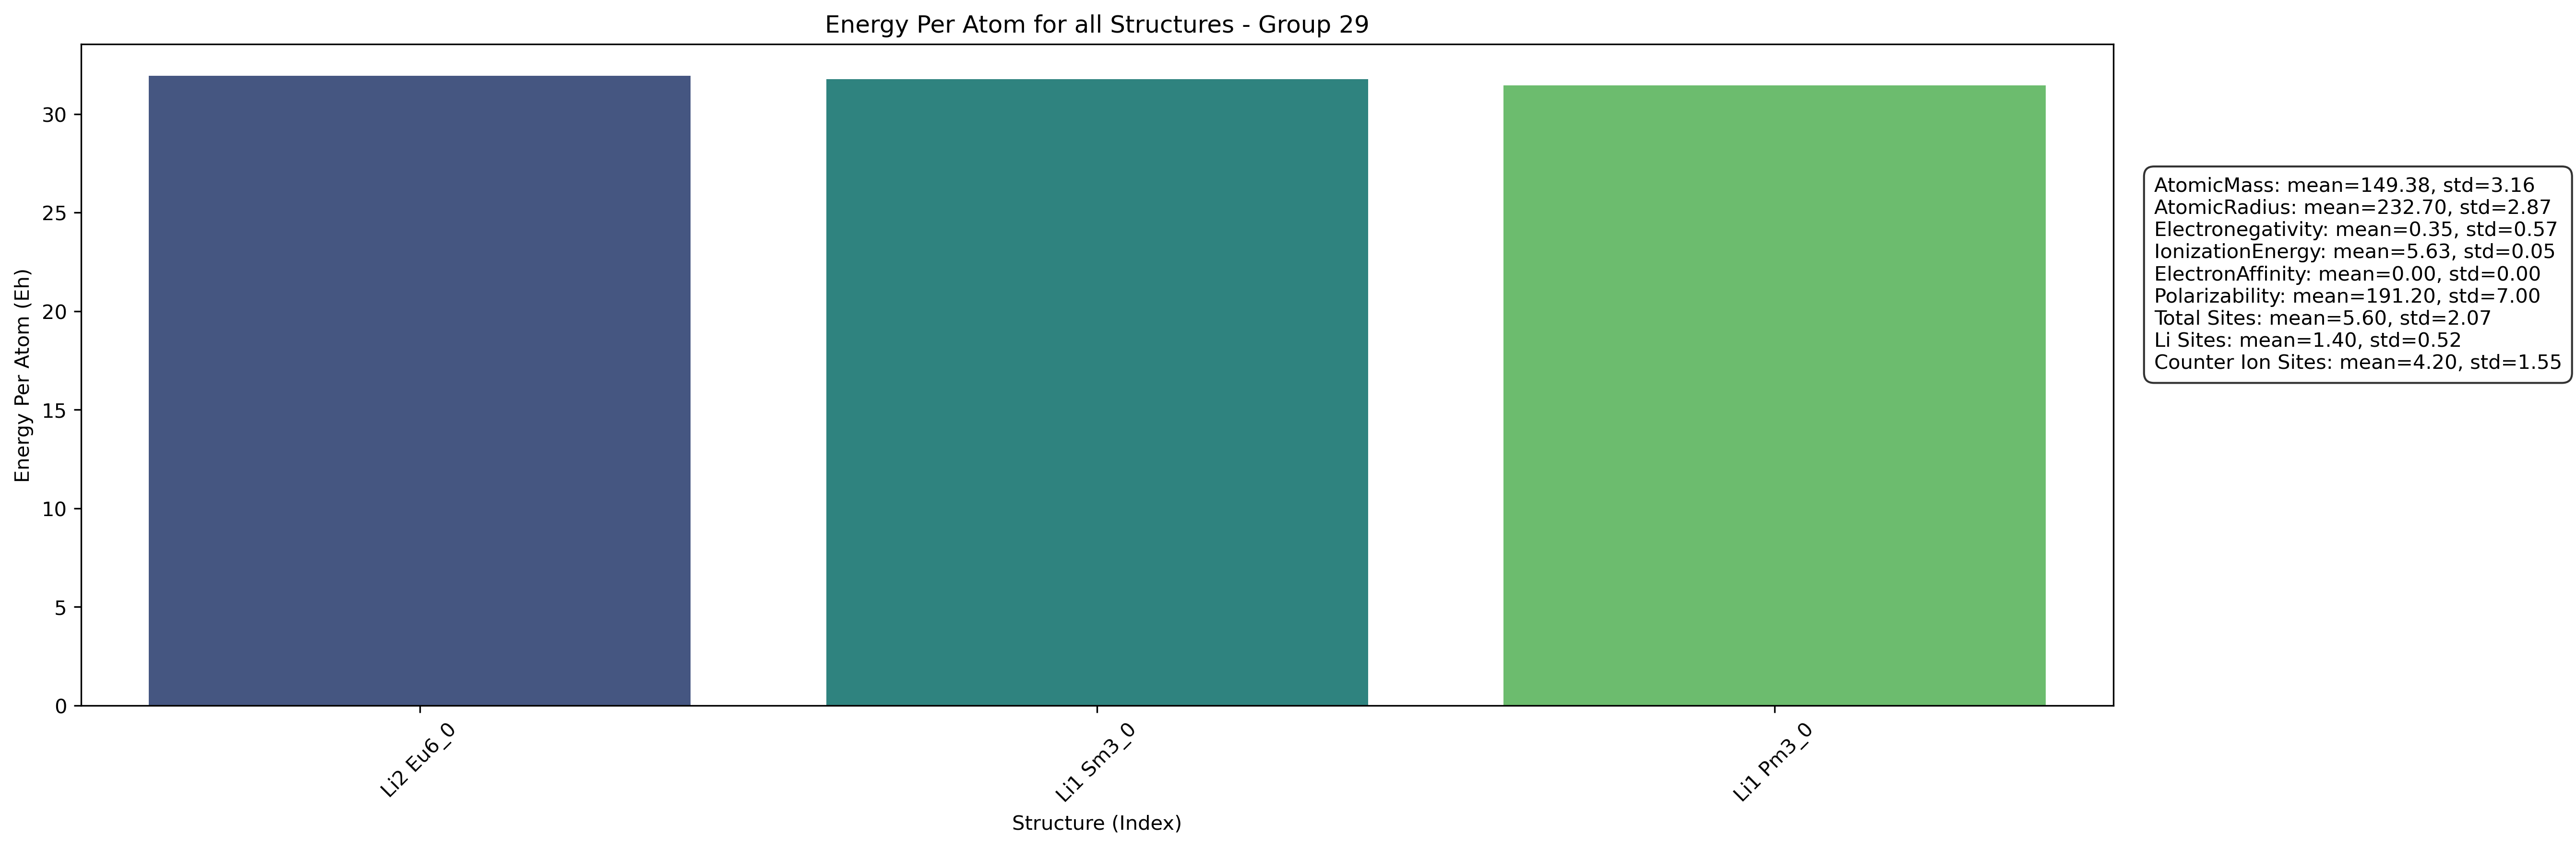 Energy Per Atom for all Structures - Group 29
Energy Per Atom (Eh)
30
25
20
15
10
5
0
Li2 Eu6_0
Li1 Sm3_0
Li1 Pm3_0
Structure (Index)
AtomicMass: mean=149.38, std=3.16
AtomicRadius: mean=232.70, std=2.87
Electronegativity: mean=0.35, std=0.57
IonizationEnergy: mean=5.63, std=0.05
ElectronAffinity: mean=0.00, std=0.00
Polarizability: mean=191.20, std=7.00
Total Sites: mean=5.60, std=2.07
Li Sites: mean=1.40, std=0.52
Counter Ion Sites: mean=4.20, std=1.55